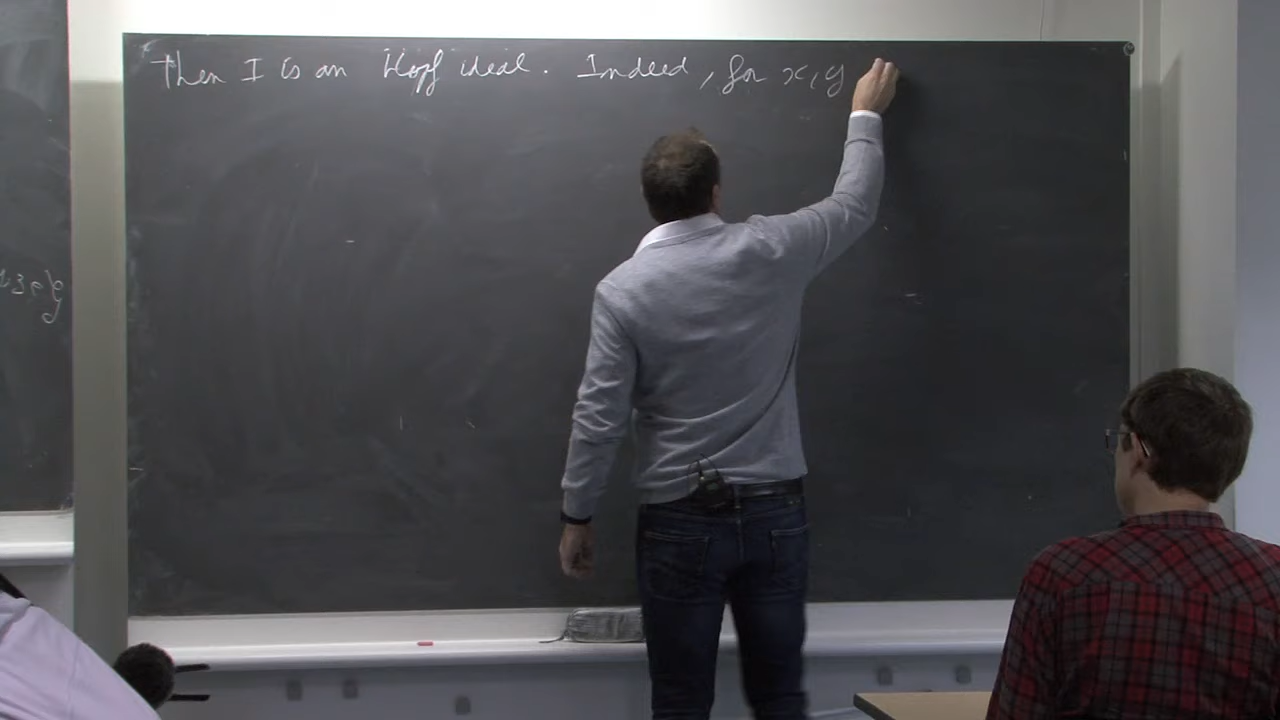 Then I is an Hopf ideal. Indeed, for x, y